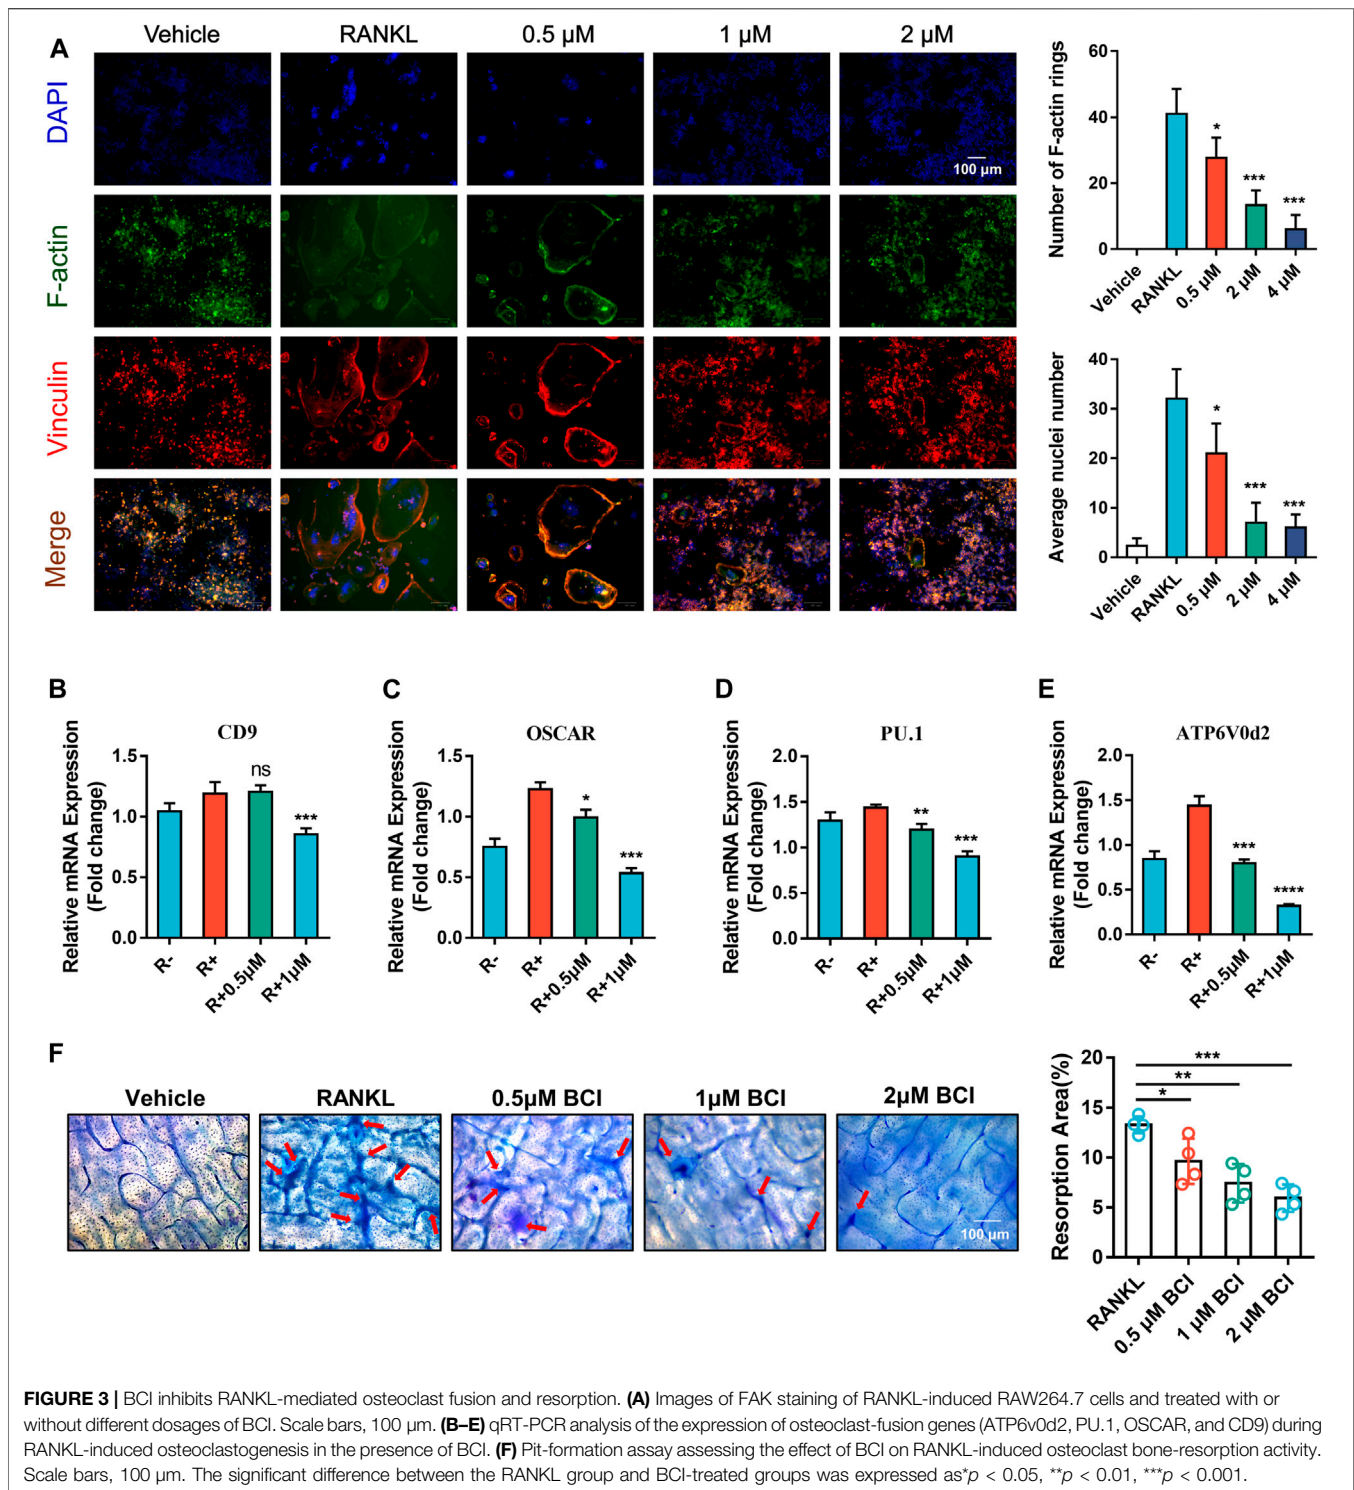 A
Vehicle RANKL 0.5 µM 1 µM 2 µM
DAPI
100 µm
F-actin
Vinculin
Merge
Number of F-actin rings
60
40
20
0
*
***
***
Vehicle RANKL 0.5 µM 2 µM 4 µM
Average nuclei number
40
30
20
10
0
*
***
***
Vehicle RANKL 0.5 µM 2 µM 4 µM
B
CD9
Relative mRNA Expression
(Fold change)
1.5
1.0
0.5
0.0
ns
***
R- R+ R+0.5µM R+1µM
C
OSCAR
Relative mRNA Expression
(Fold change)
1.5
1.0
0.5
0.0
*
***
R- R+ R+0.5µM R+1µM
D
PU.1
Relative mRNA Expression
(Fold change)
2.0
1.5
1.0
0.5
0.0
**
***
R- R+ R+0.5µM R+1µM
E
ATP6V0d2
Relative mRNA Expression
(Fold change)
2.0
1.5
1.0
0.5
0.0
***
****
R- R+ R+0.5µM R+1µM
F
Vehicle RANKL 0.5µM BCI 1µM BCI 2µM BCI
100 µm
Resorption Area(%)
20
15
10
5
0
***
**
*
RANKL 0.5 µM BCI 1 µM BCI 2 µM BCI
FIGURE 3 | BCI inhibits RANKL-mediated osteoclast fusion and resorption. (A) Images of FAK staining of RANKL-induced RAW264.7 cells and treated with or
without different dosages of BCI. Scale bars, 100 µm. (B–E) qRT-PCR analysis of the expression of osteoclast-fusion genes (ATP6v0d2, PU.1, OSCAR, and CD9) during
RANKL-induced osteoclastogenesis in the presence of BCI. (F) Pit-formation assay assessing the effect of BCI on RANKL-induced osteoclast bone-resorption activity.
Scale bars, 100 µm. The significant difference between the RANKL group and BCI-treated groups was expressed as*p < 0.05, **p < 0.01, ***p < 0.001.